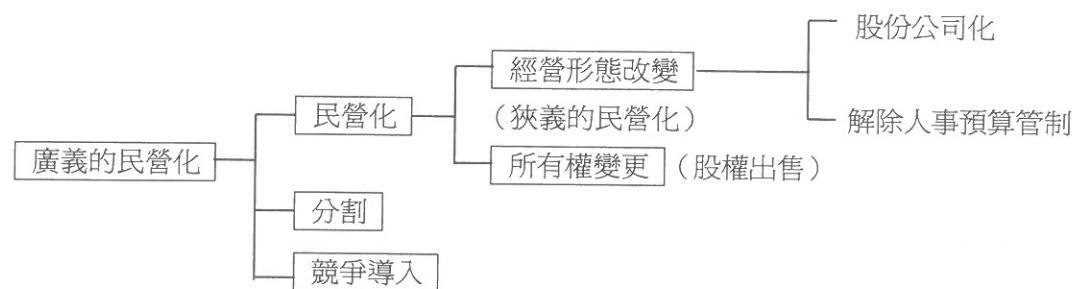 股份公司化
經營形態改變
民營化
（狹義的民營化）
解除人事預算管制
廣義的民營化
所有權變更（股權出售）
分割
競爭導入